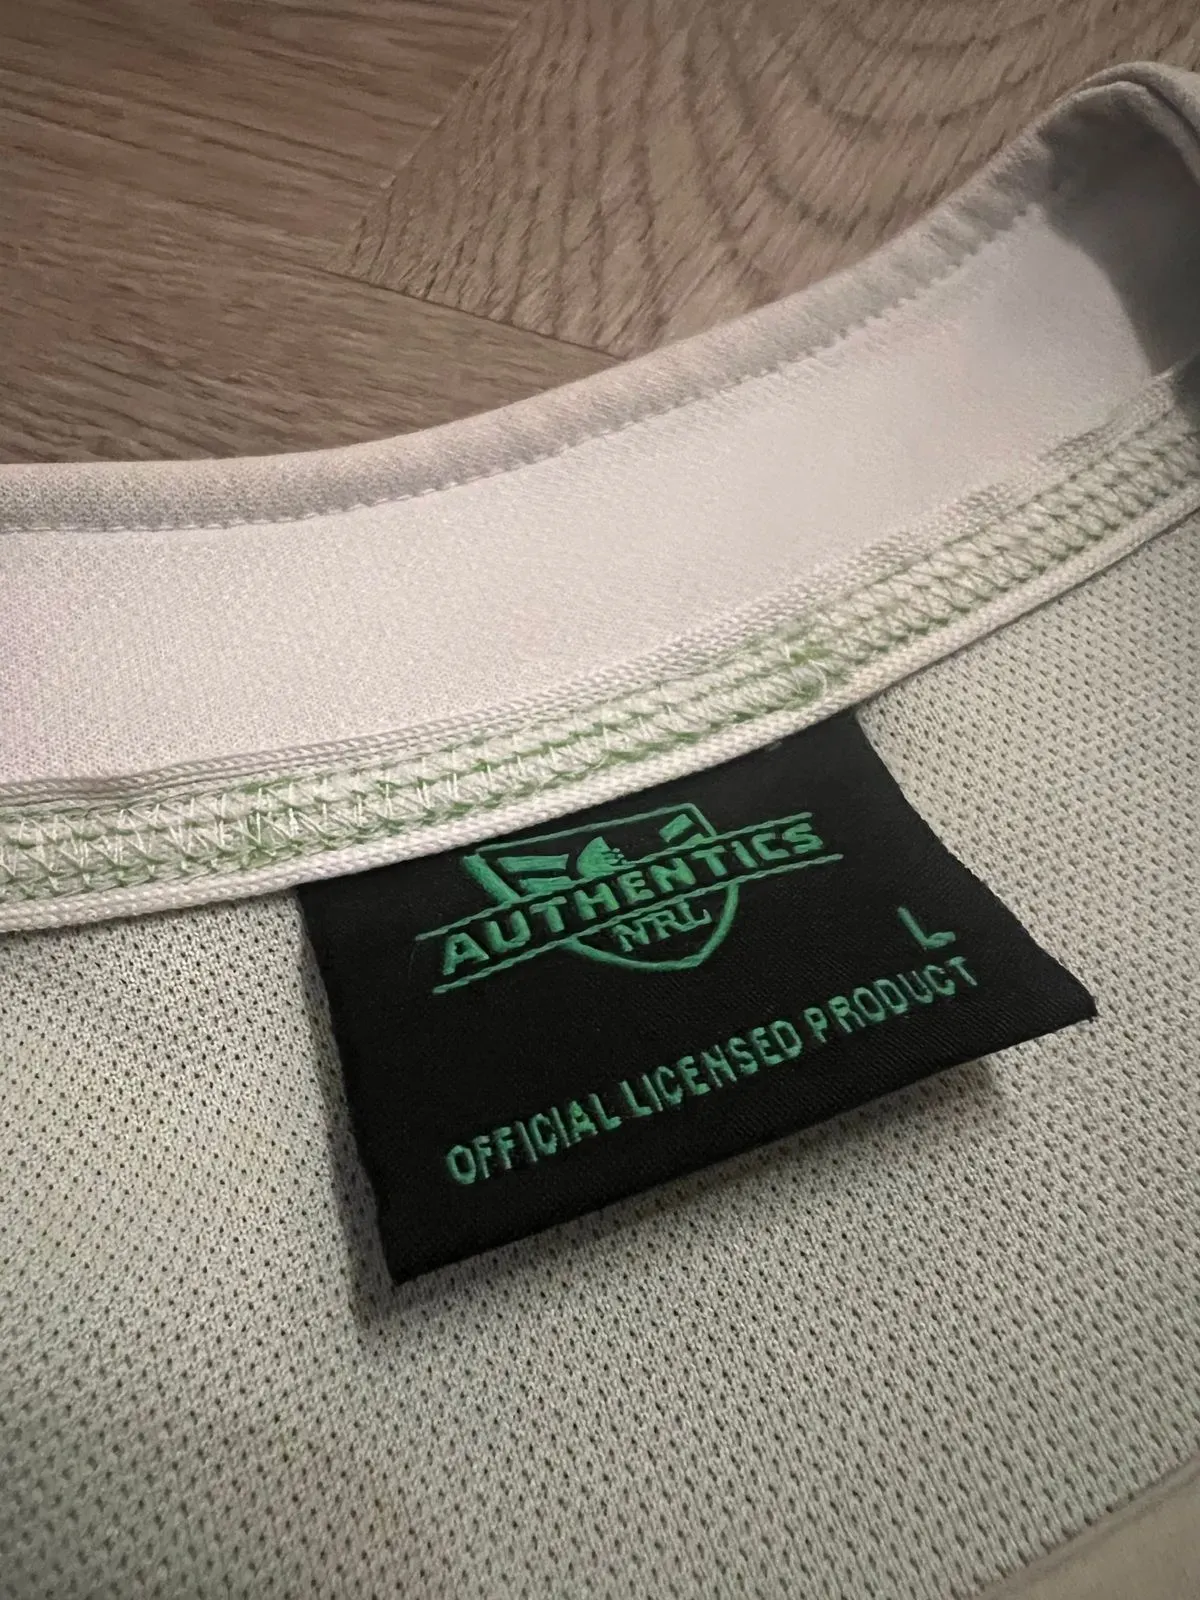 AUTHENTICS
NRL
L
OFFICIAL LICENSED PRODUCT